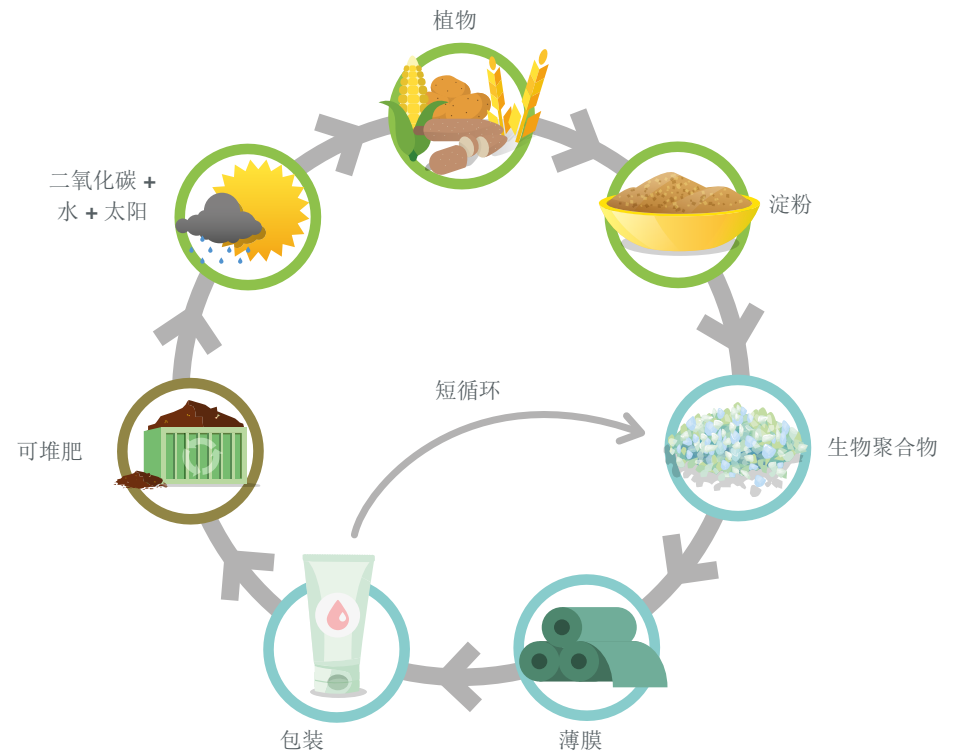 植物
二氧化碳 +
水 + 太阳
淀粉
短循环
可堆肥
生物聚合物
包装
薄膜